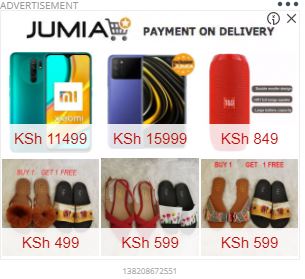 ADVERTISEMENT
JUMIA PAYMENT ON DELIVERY
mi
xiaomi
KSh 11499
KSh 15999
KSh 849
BUY 1 GET 1 FREE
BUY 1 GET 1 FREE
KSh 499
KSh 599
KSh 599
138208672551